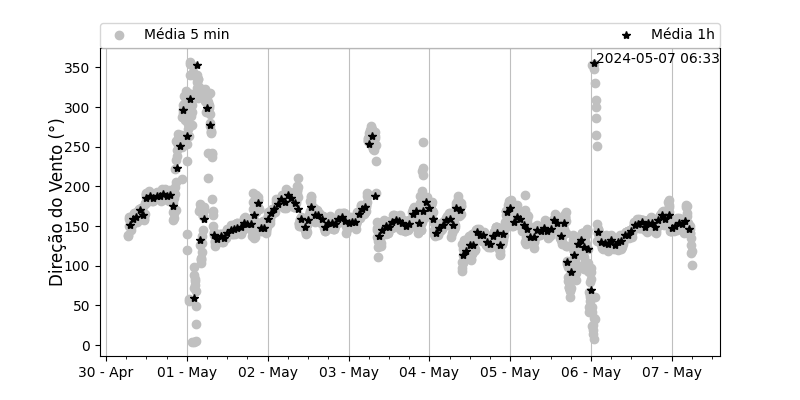 Média 5 min
Média 1h
2024-05-07 06:33
Direção do Vento (°)
350
300
250
200
150
100
50
0
30 - Apr
01 - May
02 - May
03 - May
04 - May
05 - May
06 - May
07 - May